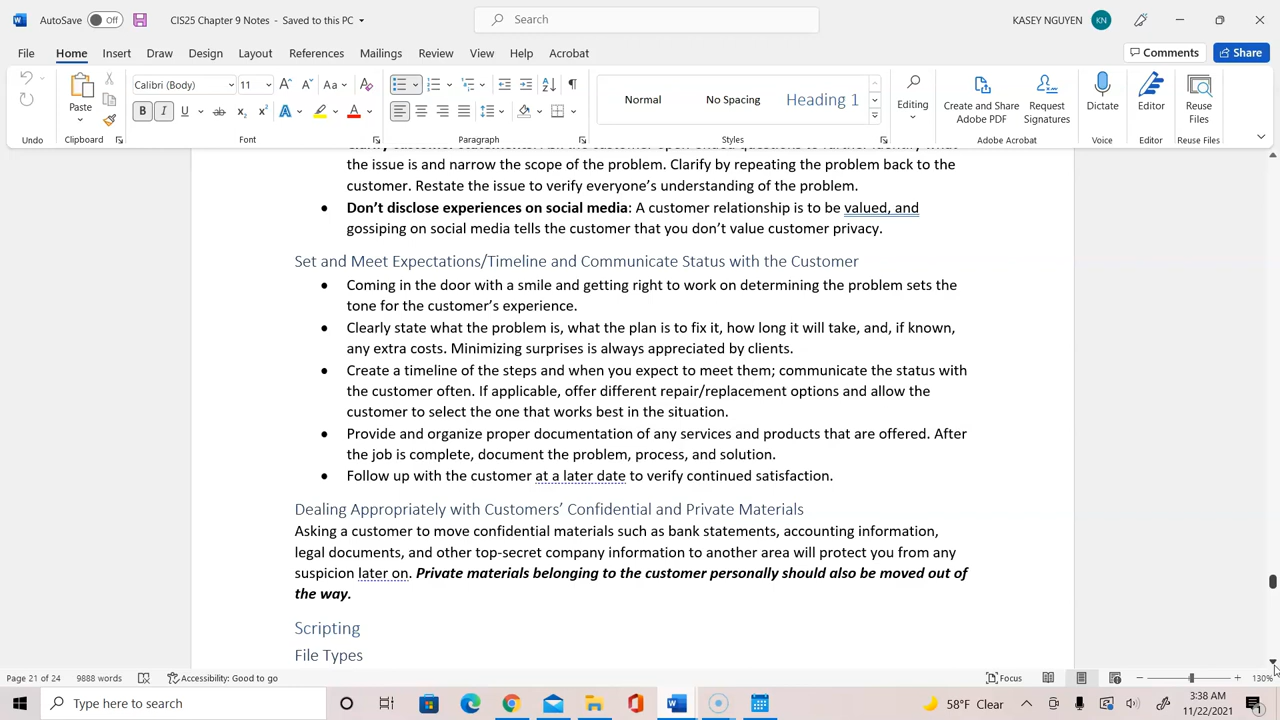 AutoSave Off CIS25 Chapter 9 Notes - Saved to this PC Search KASEY NGUYEN KN
File Home Insert Draw Design Layout References Mailings Review View Help Acrobat Comments Share
Paste Calibri (Body) 11 A A Aa A Normal No Spacing Heading 1 Editing Create and Share Adobe PDF Request Signatures Dictate Editor Reuse Files
B I U ab x₂ x² A A
Undo Clipboard Font Paragraph Styles Adobe Acrobat Voice Editor Reuse Files
the issue is and narrow the scope of the problem. Clarify by repeating the problem back to the
customer. Restate the issue to verify everyone’s understanding of the problem.
• Don’t disclose experiences on social media: A customer relationship is to be valued, and
gossiping on social media tells the customer that you don’t value customer privacy.
Set and Meet Expectations/Timeline and Communicate Status with the Customer
• Coming in the door with a smile and getting right to work on determining the problem sets the
tone for the customer’s experience.
• Clearly state what the problem is, what the plan is to fix it, how long it will take, and, if known,
any extra costs. Minimizing surprises is always appreciated by clients.
• Create a timeline of the steps and when you expect to meet them; communicate the status with
the customer often. If applicable, offer different repair/replacement options and allow the
customer to select the one that works best in the situation.
• Provide and organize proper documentation of any services and products that are offered. After
the job is complete, document the problem, process, and solution.
• Follow up with the customer at a later date to verify continued satisfaction.
Dealing Appropriately with Customers’ Confidential and Private Materials
Asking a customer to move confidential materials such as bank statements, accounting information,
legal documents, and other top-secret company information to another area will protect you from any
suspicion later on. Private materials belonging to the customer personally should also be moved out of
the way.
Scripting
File Types
Page 21 of 24 9888 words Accessibility: Good to go Focus 130%
Type here to search 58°F Clear 3:38 AM
11/22/2021 1